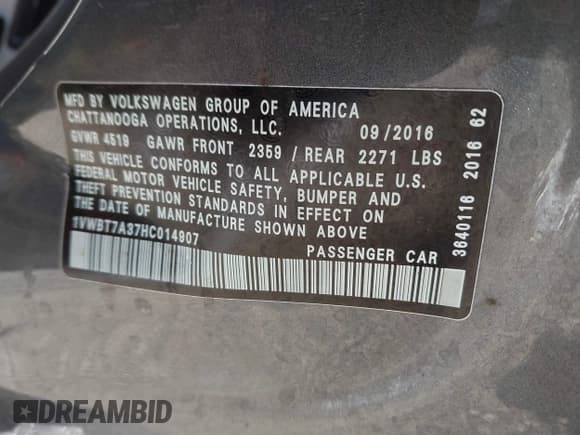 MFD BY VOLKSWAGEN GROUP OF AMERICA
CHATTANOOGA OPERATIONS, LLC. 09/2016
GVWR 4519 GAWR FRONT 2359 / REAR 2271 LBS
THIS VEHICLE CONFORMS TO ALL APPLICABLE U.S.
FEDERAL MOTOR VEHICLE SAFETY, BUMPER AND
THEFT PREVENTION STANDARDS IN EFFECT ON
THE DATE OF MANUFACTURE SHOWN ABOVE
1VWBT7A37HC014907 PASSENGER CAR
3640116 2016 62
DREAMBID